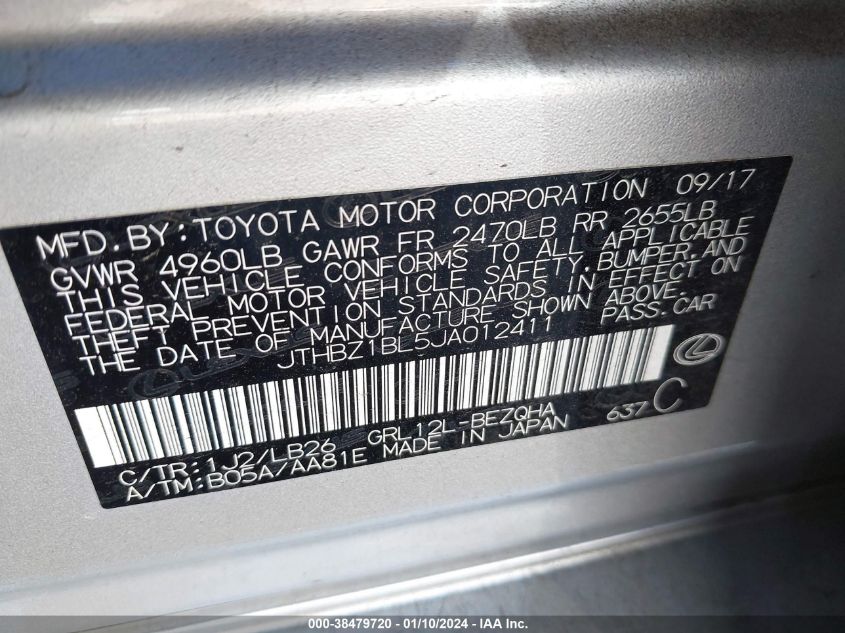 MFD. BY: TOYOTA MOTOR CORPORATION 09/17
GVWR 4960LB GAWR FR 2470LB RR 2655LB
THIS VEHICLE CONFORMS TO ALL APPLICABLE
FEDERAL MOTOR VEHICLE SAFETY, BUMPER, AND
THEFT PREVENTION STANDARDS IN EFFECT ON
THE DATE OF MANUFACTURE SHOWN ABOVE.
JTHBZ1BL5JA012411 PASS. CAR
C/TR: 1J2/LB26 GRL12L-BEZQHA 637 C
A/TM: B05A/AA81E MADE IN JAPAN
000-38479720 — 01/10/2024 — IAA Inc.